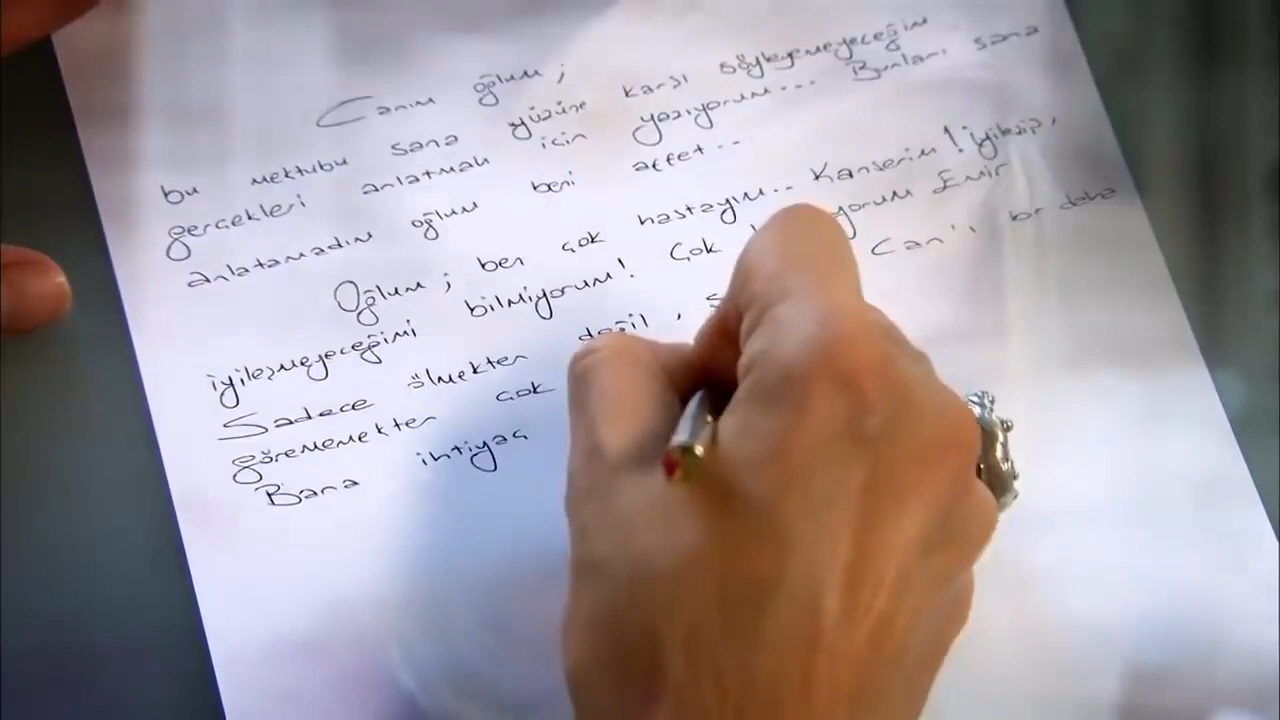 Canım oğlum;
bu mektubu sana yüzüne karşı söyleyemeyeceğim
gerçekleri anlatmak için yazıyorum... Bunları sana
anlatamadım oğlum beni affet...
Oğlum; ben çok hastayım... Kanserim! iyileşip,
iyileşmeyeceğimi bilmiyorum! Çok Emir
Sadece ölmekten değil, Can'ı bir daha
görememekten çok
Bana ihtiyaç